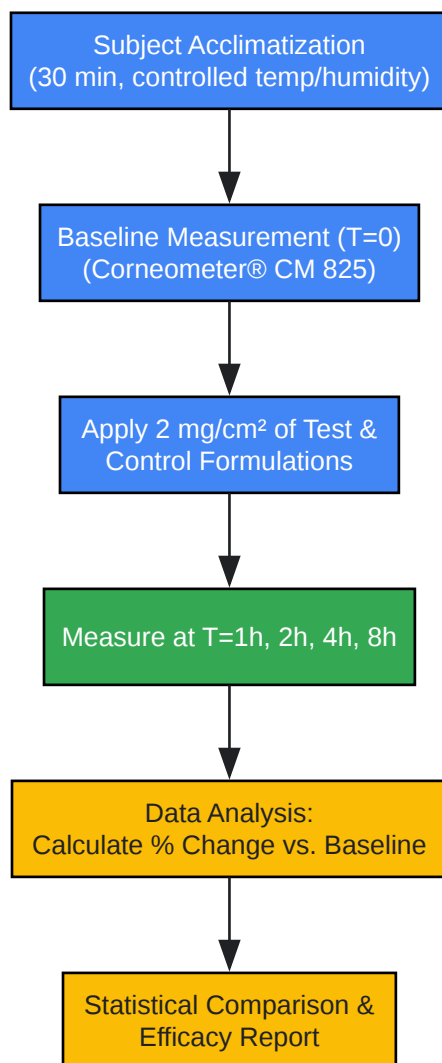 Subject Acclimatization
(30 min, controlled temp/humidity)
Baseline Measurement (T=0)
(Corneometer® CM 825)
Apply 2 mg/cm² of Test &
Control Formulations
Measure at T=1h, 2h, 4h, 8h
Data Analysis:
Calculate % Change vs. Baseline
Statistical Comparison &
Efficacy Report